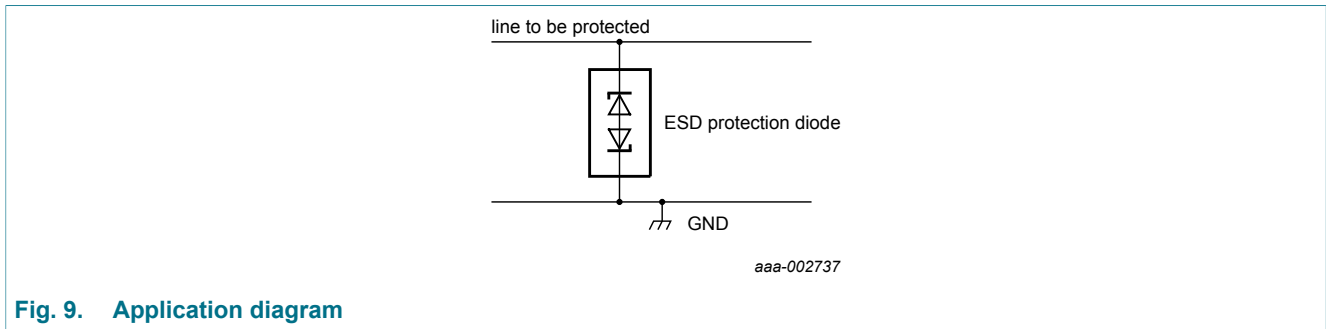 line to be protected
ESD protection diode
GND
aaa-002737
Fig. 9. Application diagram